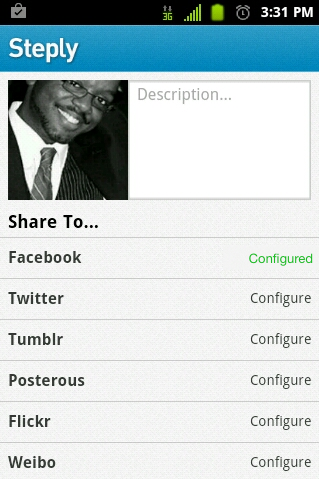 3G 3:31 PM
Steply
Description...
Share To...
Facebook Configured
Twitter Configure
Tumblr Configure
Posterous Configure
Flickr Configure
Weibo Configure